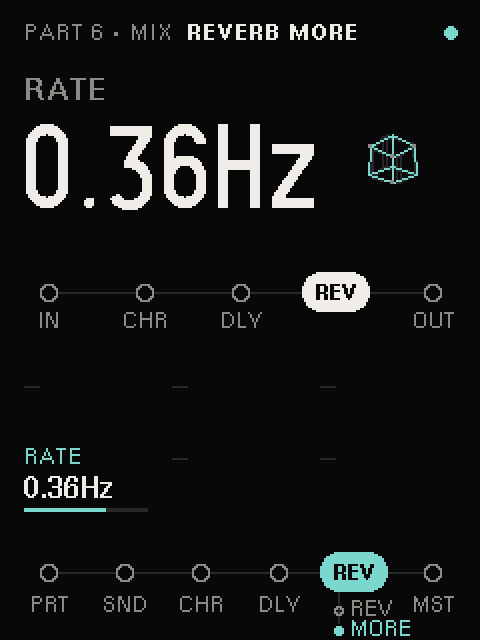 PART 6 · MIX REVERB MORE
RATE
0.36Hz
REV
IN CHR DLY OUT
RATE
0.36Hz
REV
PRT SND CHR DLY REV MST
MORE